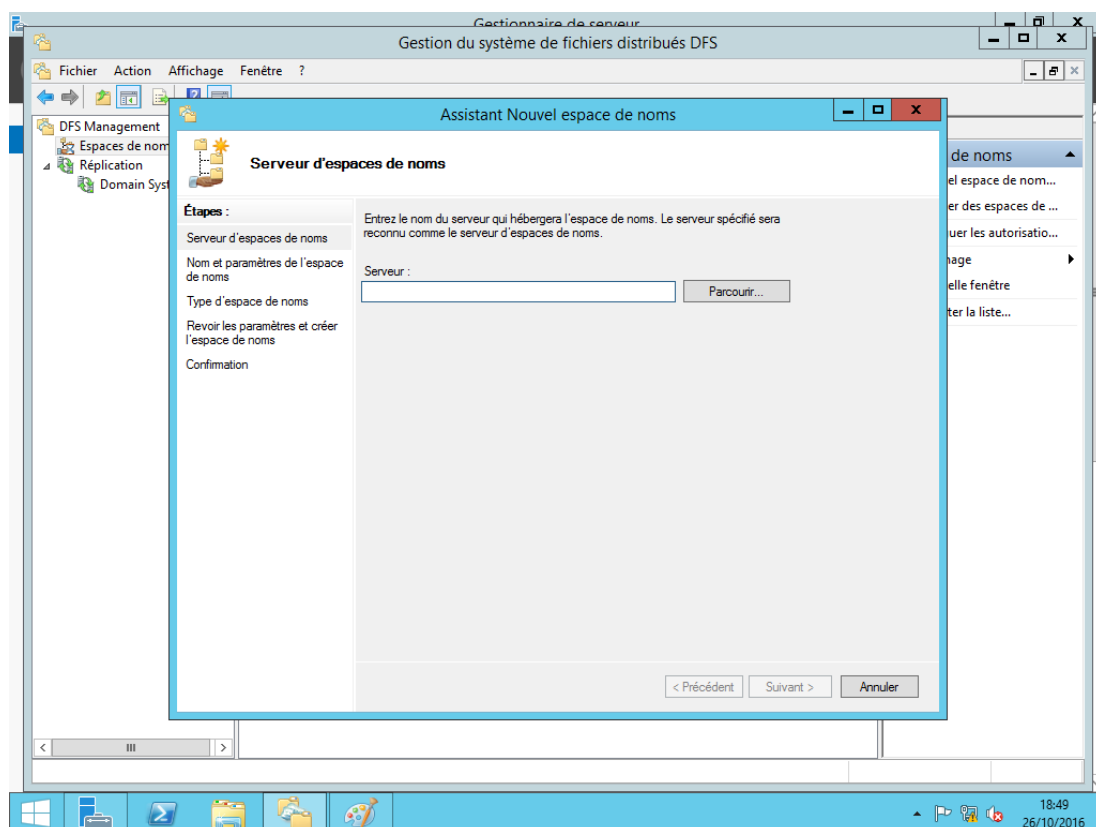 Gestionnaire de serveur
Gestion du système de fichiers distribués DFS
Fichier Action Affichage Fenêtre ?
Assistant Nouvel espace de noms
DFS Management
Espaces de nom
Réplication
Domain Syst
Serveur d'espaces de noms
Étapes :
Serveur d'espaces de noms
Nom et paramètres de l'espace
de noms
Type d'espace de noms
Revoir les paramètres et créer
l'espace de noms
Confirmation
Entrez le nom du serveur qui hébergera l'espace de noms. Le serveur spécifié sera
reconnu comme le serveur d'espaces de noms.
Serveur :
Parcourir...
< Précédent
Suivant >
Annuler
de noms
el espace de nom...
er des espaces de ...
uer les autorisatio...
hage
elle fenêtre
ter la liste...
18:49
26/10/2016